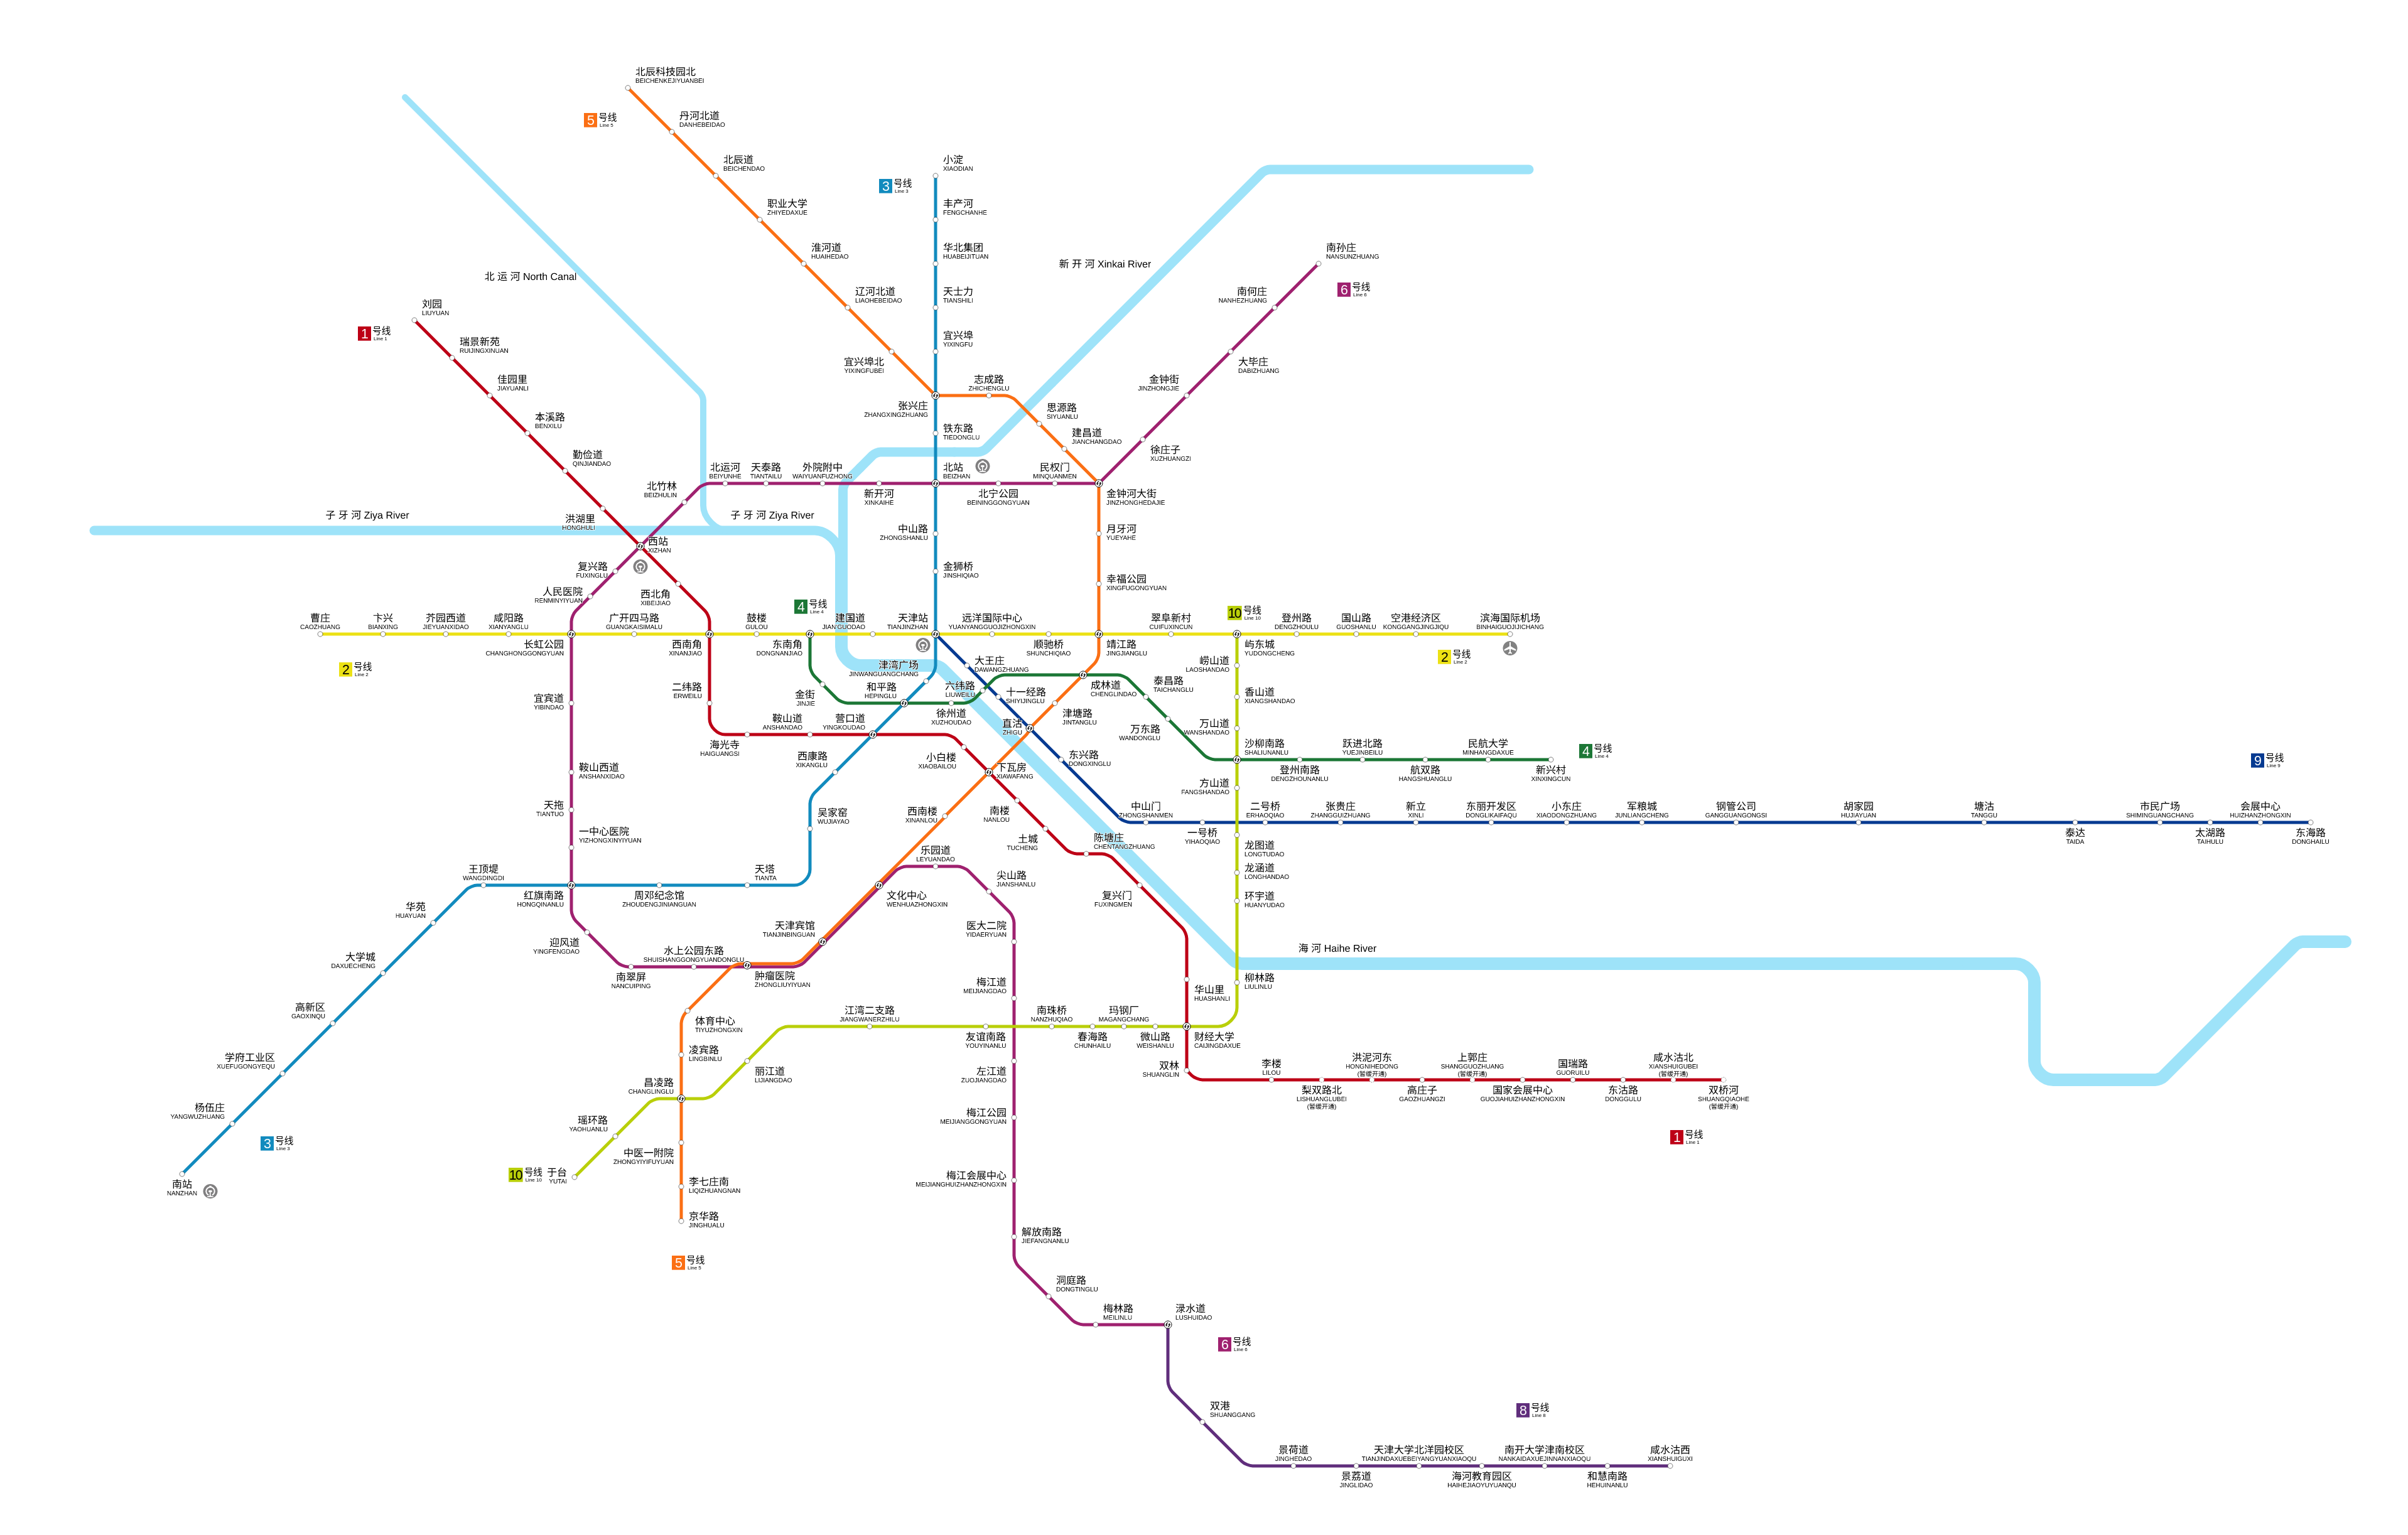 北辰科技园北
BEICHENKEJIYUANBEI
5 号线
Line 5
丹河北道
DANHEBEIDAO
北辰道
BEICHENDAO
小淀
XIAODIAN
3 号线
Line 3
职业大学
ZHIYEDAXUE
丰产河
FENGCHANHE
淮河道
HUAIHEDAO
华北集团
HUABEIJITUAN
南孙庄
NANSUNZHUANG
新 开 河 Xinkai River
北 运 河 North Canal
辽河北道
LIAOHEBEIDAO
天士力
TIANSHILI
南何庄
NANHEZHUANG
6 号线
Line 6
刘园
LIUYUAN
1 号线
Line 1
瑞景新苑
RUIJINGXINUAN
宜兴埠
YIXINGFU
宜兴埠北
YIXINGFUBEI
大毕庄
DABIZHUANG
佳园里
JIAYUANLI
志成路
ZHICHENGLU
金钟街
JINZHONGJIE
张兴庄
ZHANGXINGZHUANG
思源路
SIYUANLU
本溪路
BENXILU
铁东路
TIEDONGLU
建昌道
JIANCHANGDAO
徐庄子
XUZHUANGZI
勤俭道
QINJIANDAO
北运河
BEIYUNHE
天泰路
TIANTAILU
外院附中
WAIYUANFUZHONG
北站
BEIZHAN
民权门
MINQUANMEN
北竹林
BEIZHULIN
新开河
XINKAIHE
北宁公园
BEININGGONGYUAN
金钟河大街
JINZHONGHEDAJIE
子 牙 河 Ziya River
子 牙 河 Ziya River
洪湖里
HONGHULI
中山路
ZHONGSHANLU
月牙河
YUEYAHE
西站
XIZHAN
复兴路
FUXINGLU
金狮桥
JINSHIQIAO
幸福公园
XINGFUGONGYUAN
人民医院
RENMINYIYUAN
西北角
XIBEIJIAO
4 号线
Line 4
10 号线
Line 10
曹庄
CAOZHUANG
卞兴
BIANXING
芥园西道
JIEYUANXIDAO
咸阳路
XIANYANGLU
广开四马路
GUANGKAISIMALU
鼓楼
GULOU
建国道
JIANGUODAO
天津站
TIANJINZHAN
远洋国际中心
YUANYANGGUOJIZHONGXIN
翠阜新村
CUIFUXINCUN
登州路
DENGZHOULU
国山路
GUOSHANLU
空港经济区
KONGGANGJINGJIQU
滨海国际机场
BINHAIGUOJIJICHANG
长虹公园
CHANGHONGGONGYUAN
西南角
XINANJIAO
东南角
DONGNANJIAO
顺驰桥
SHUNCHIQIAO
靖江路
JINGJIANGLU
屿东城
YUDONGCHENG
2 号线
Line 2
2 号线
Line 2
津湾广场
JINWANGUANGCHANG
大王庄
DAWANGZHUANG
崂山道
LAOSHANDAO
二纬路
ERWEILU
金街
JINJIE
和平路
HEPINGLU
六纬路
LIUWEILU
十一经路
SHIYIJINGLU
成林道
CHENGLINDAO
泰昌路
TAICHANGLU
香山道
XIANGSHANDAO
宜宾道
YIBINDAO
鞍山道
ANSHANDAO
营口道
YINGKOUDAO
徐州道
XUZHOUDAO
直沽
ZHIGU
津塘路
JINTANGLU
万东路
WANDONGLU
万山道
WANSHANDAO
海光寺
HAIGUANGSI
西康路
XIKANGLU
小白楼
XIAOBAILOU
东兴路
DONGXINGLU
沙柳南路
SHALIUNANLU
跃进北路
YUEJINBEILU
民航大学
MINHANGDAXUE
4 号线
Line 4
9 号线
Line 9
鞍山西道
ANSHANXIDAO
下瓦房
XIAWAFANG
登州南路
DENGZHOUNANLU
航双路
HANGSHUANGLU
新兴村
XINXINGCUN
方山道
FANGSHANDAO
天拖
TIANTUO
吴家窑
WUJIAYAO
西南楼
XINANLOU
南楼
NANLOU
中山门
ZHONGSHANMEN
二号桥
ERHAOQIAO
张贵庄
ZHANGGUIZHUANG
新立
XINLI
东丽开发区
DONGLIKAIFAQU
小东庄
XIAODONGZHUANG
军粮城
JUNLIANGCHENG
钢管公司
GANGGUANGONGSI
胡家园
HUJIAYUAN
塘沽
TANGGU
市民广场
SHIMINGUANGCHANG
会展中心
HUIZHANZHONGXIN
一中心医院
YIZHONGXINYIYUAN
土城
TUCHENG
陈塘庄
CHENTANGZHUANG
一号桥
YIHAOQIAO
泰达
TAIDA
太湖路
TAIHULU
东海路
DONGHAILU
乐园道
LEYUANDAO
龙图道
LONGTUDAO
王顶堤
WANGDINGDI
天塔
TIANTA
尖山路
JIANSHANLU
龙涵道
LONGHANDAO
红旗南路
HONGQINANLU
周邓纪念馆
ZHOUDENGJINIANGUAN
文化中心
WENHUAZHONGXIN
复兴门
FUXINGMEN
环宇道
HUANYUDAO
华苑
HUAYUAN
天津宾馆
TIANJINBINGUAN
医大二院
YIDAERYUAN
迎风道
YINGFENGDAO
水上公园东路
SHUISHANGGONGYUANDONGLU
海 河 Haihe River
大学城
DAXUECHENG
南翠屏
NANCUIPING
肿瘤医院
ZHONGLIUYIYUAN
梅江道
MEIJIANGDAO
华山里
HUASHANLI
柳林路
LIULINLU
高新区
GAOXINQU
体育中心
TIYUZHONGXIN
江湾二支路
JIANGWANERZHILU
南珠桥
NANZHUQIAO
玛钢厂
MAGANGCHANG
友谊南路
YOUYINANLU
春海路
CHUNHAILU
微山路
WEISHANLU
财经大学
CAIJINGDAXUE
凌宾路
LINGBINLU
学府工业区
XUEFUGONGYEQU
丽江道
LIJIANGDAO
左江道
ZUOJIANGDAO
双林
SHUANGLIN
李楼
LILOU
洪泥河东
HONGNIHEDONG
(暂缓开通)
上郭庄
SHANGGUOZHUANG
(暂缓开通)
国瑞路
GUORUILU
咸水沽北
XIANSHUIGUBEI
(暂缓开通)
昌凌路
CHANGLINGLU
梨双路北
LISHUANGLUBEI
(暂缓开通)
高庄子
GAOZHUANGZI
国家会展中心
GUOJIAHUIZHANZHONGXIN
东沽路
DONGGULU
双桥河
SHUANGQIAOHE
(暂缓开通)
杨伍庄
YANGWUZHUANG
瑶环路
YAOHUANLU
梅江公园
MEIJIANGGONGYUAN
3 号线
Line 3
1 号线
Line 1
中医一附院
ZHONGYIYIFUYUAN
10 号线
Line 10
于台
YUTAI
南站
NANZHAN
李七庄南
LIQIZHUANGNAN
梅江会展中心
MEIJIANGHUIZHANZHONGXIN
京华路
JINGHUALU
解放南路
JIEFANGNANLU
5 号线
Line 5
洞庭路
DONGTINGLU
梅林路
MEILINLU
渌水道
LUSHUIDAO
6 号线
Line 6
双港
SHUANGGANG
8 号线
Line 8
景荷道
JINGHEDAO
天津大学北洋园校区
TIANJINDAXUEBEIYANGYUANXIAOQU
南开大学津南校区
NANKAIDAXUEJINNANXIAOQU
咸水沽西
XIANSHUIGUXI
景荔道
JINGLIDAO
海河教育园区
HAIHEJIAOYUYUANQU
和慧南路
HEHUINANLU